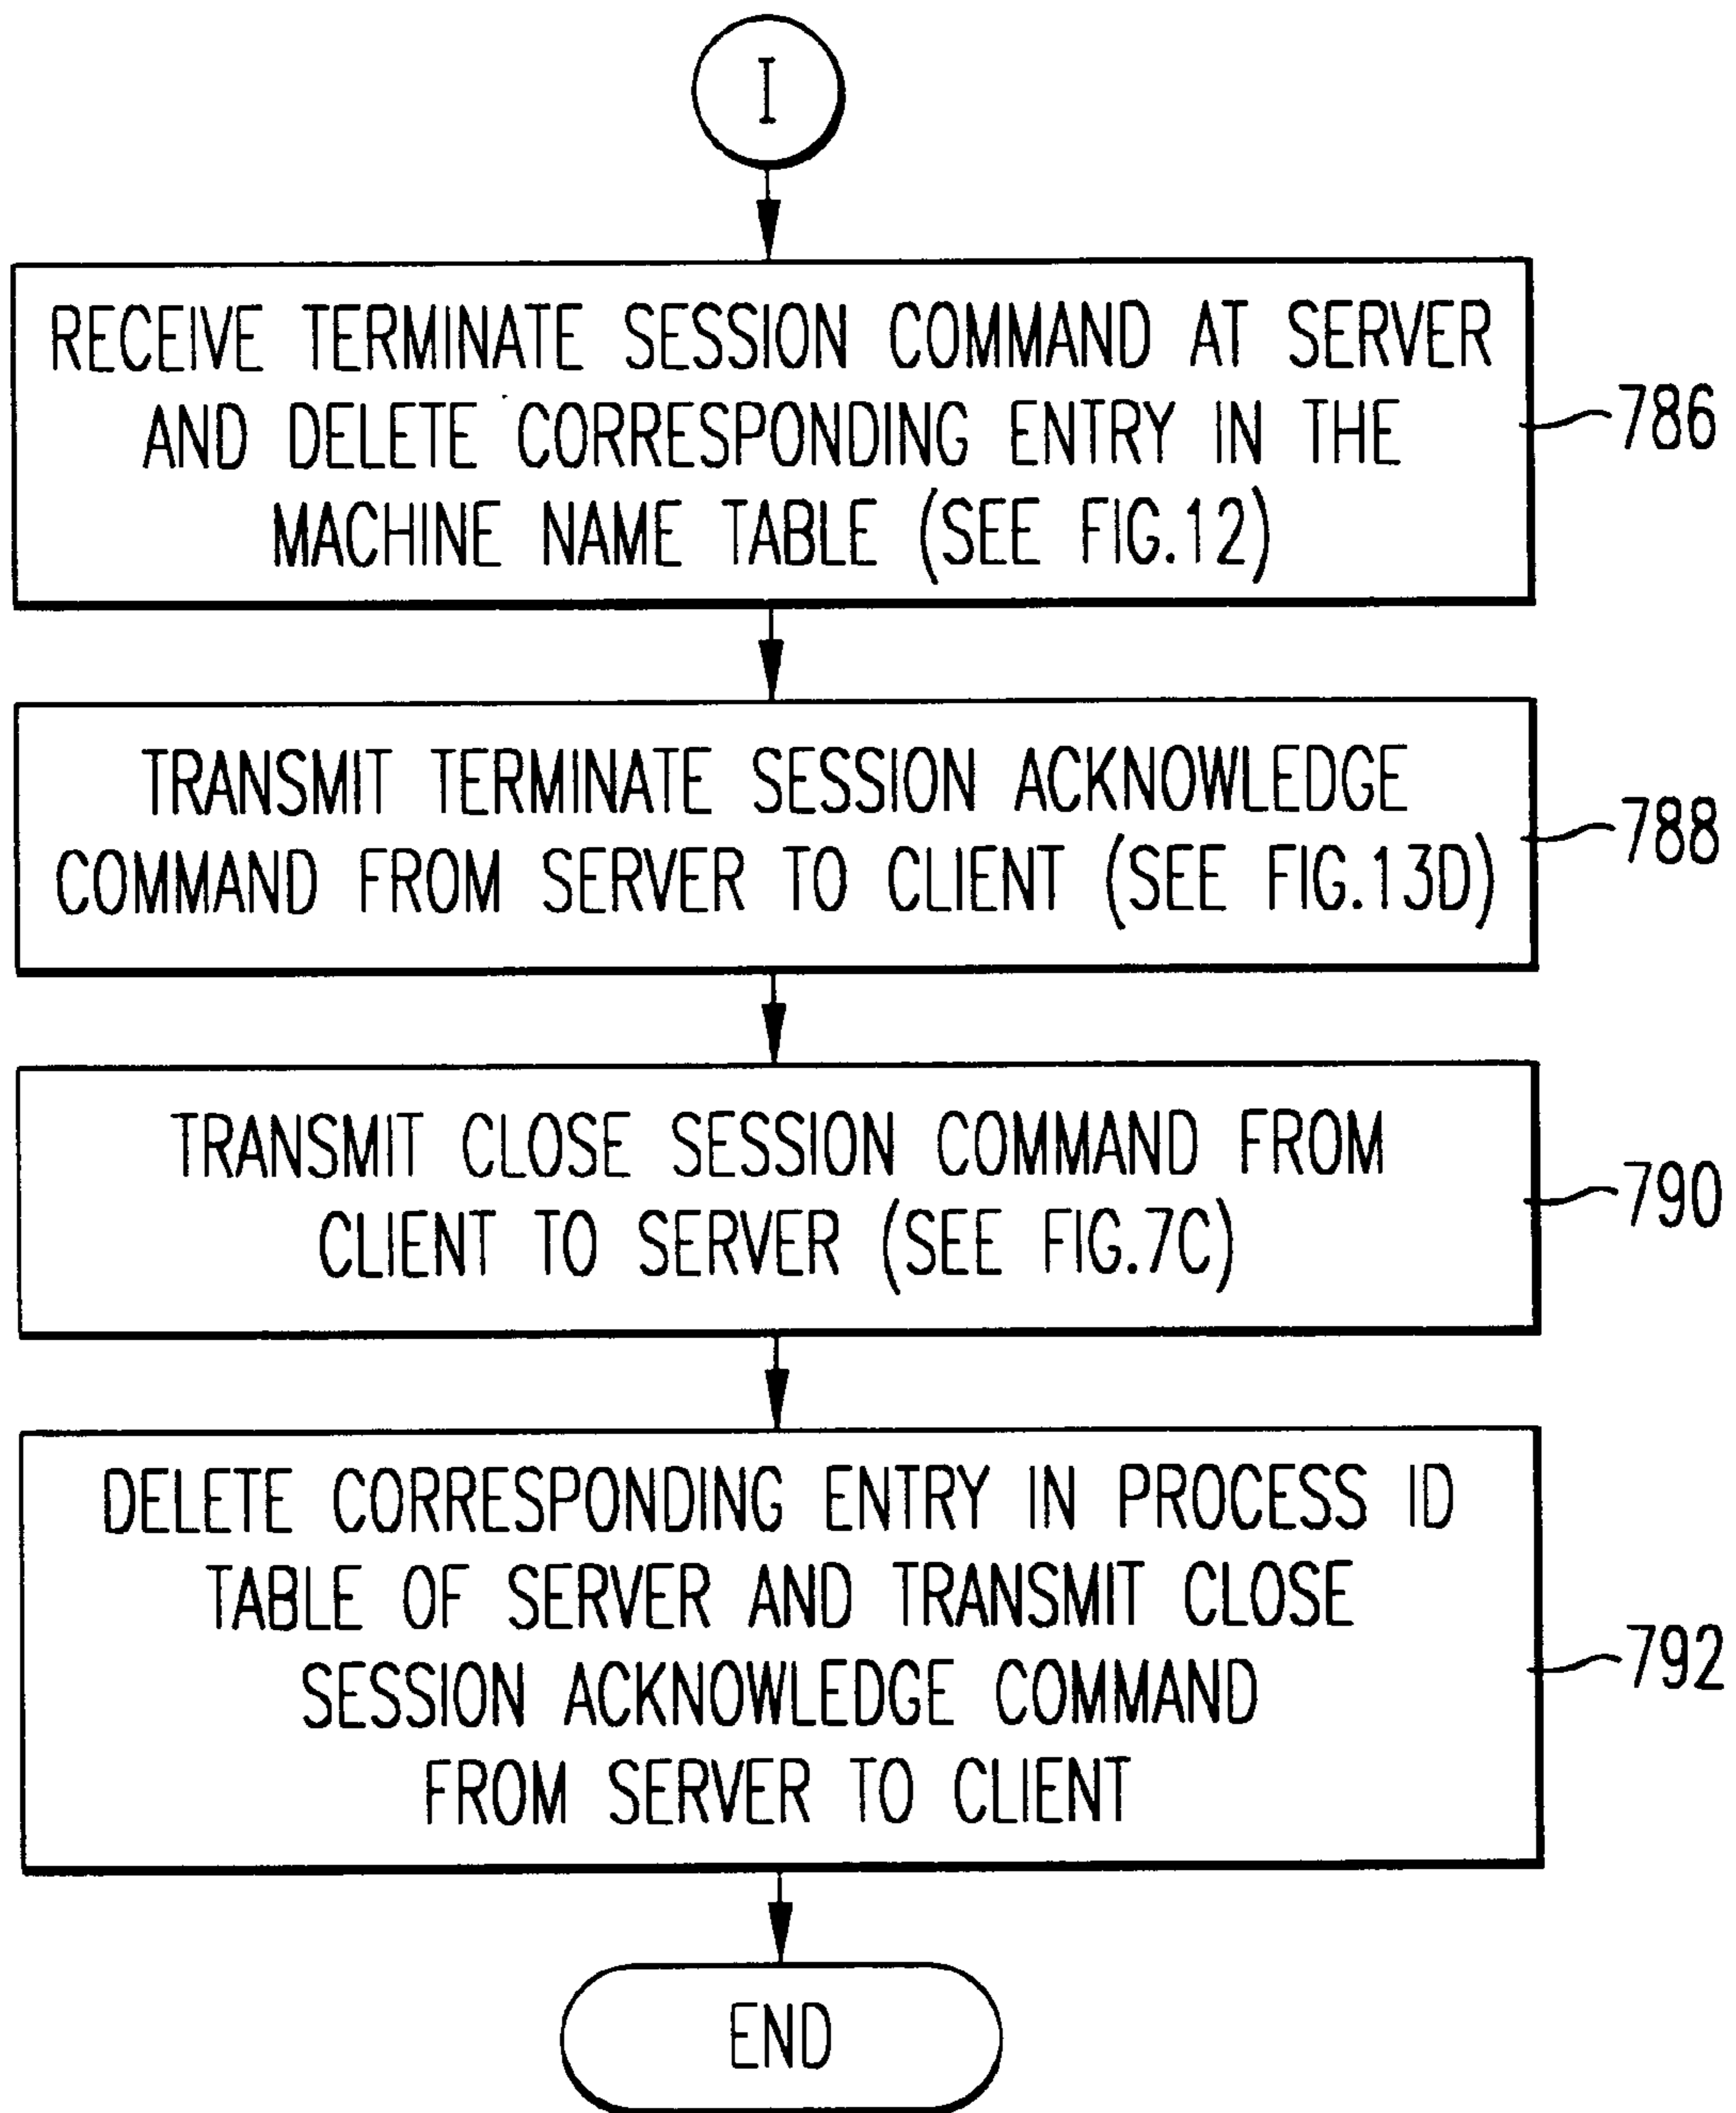 I
RECEIVE TERMINATE SESSION COMMAND AT SERVER
AND DELETE CORRESPONDING ENTRY IN THE
MACHINE NAME TABLE (SEE FIG.12)
786
TRANSMIT TERMINATE SESSION ACKNOWLEDGE
COMMAND FROM SERVER TO CLIENT (SEE FIG.13D)
788
TRANSMIT CLOSE SESSION COMMAND FROM
CLIENT TO SERVER (SEE FIG.7C)
790
DELETE CORRESPONDING ENTRY IN PROCESS ID
TABLE OF SERVER AND TRANSMIT CLOSE
SESSION ACKNOWLEDGE COMMAND
FROM SERVER TO CLIENT
792
END